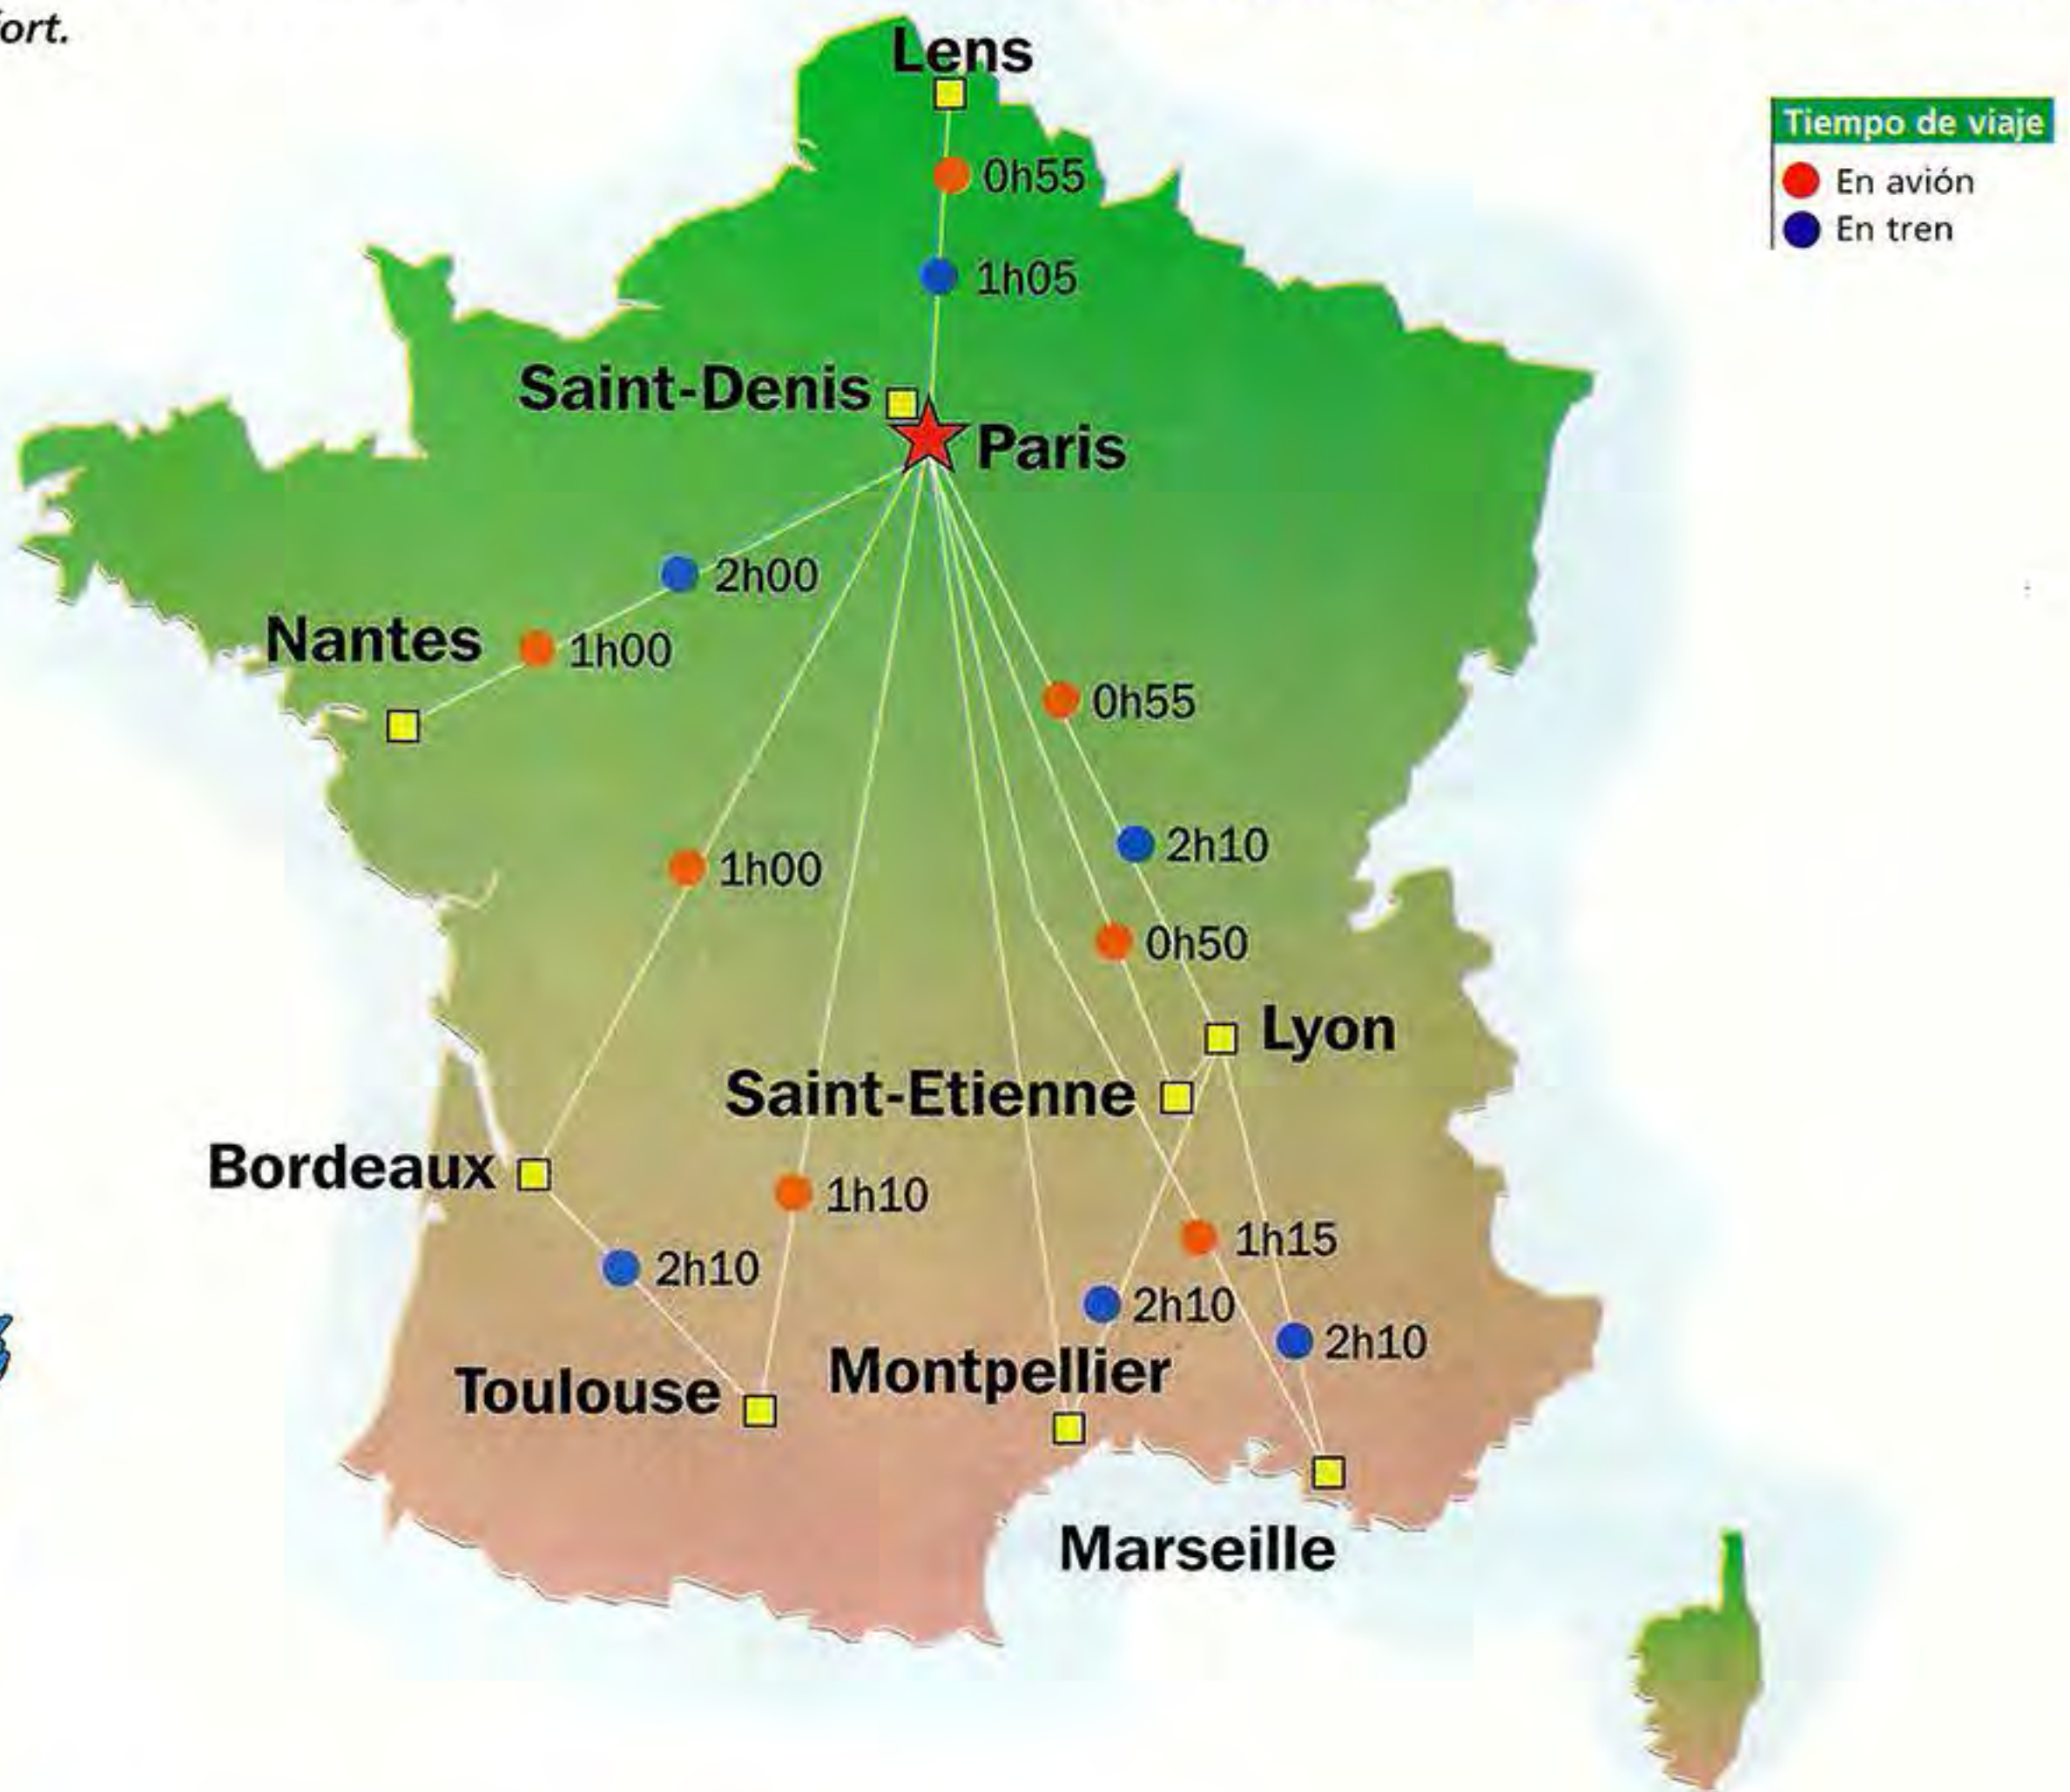 fort.
Lens
Tiempo de viaje
En avión
En tren
0h55
1h05
Saint-Denis
Paris
2h00
Nantes
1h00
0h55
2h10
1h00
0h50
Lyon
Saint-Etienne
Bordeaux
1h10
1h15
2h10
2h10
2h10
Montpellier
Toulouse
Marseille